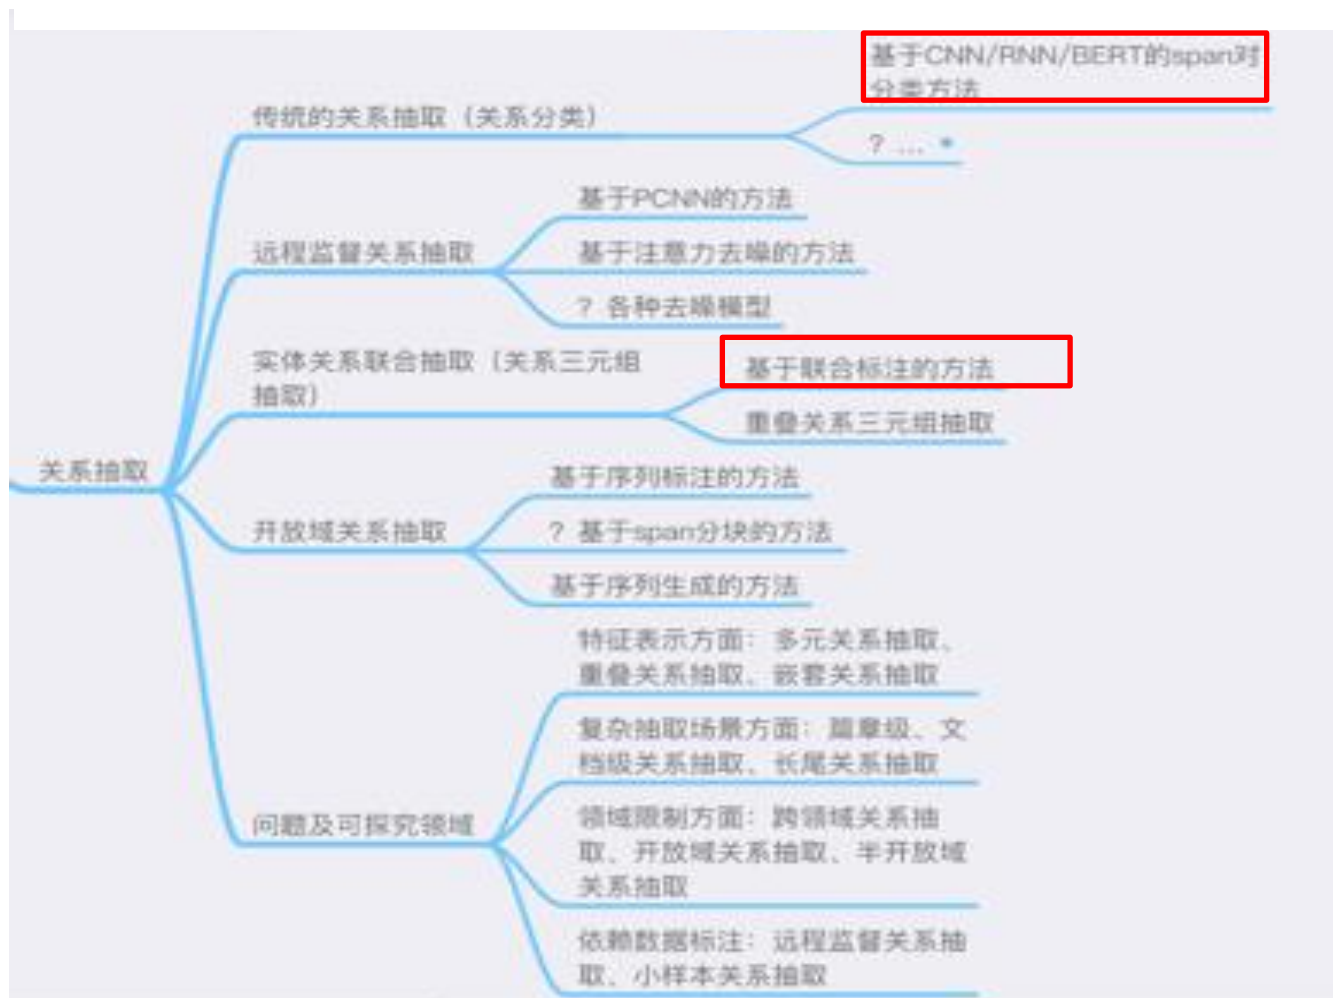 基于CNN/RNN/BERT的span对
分类方法
传统的关系抽取（关系分类）
? ...
基于PCNN的方法
远程监督关系抽取
基于注意力去噪的方法
? 各种去噪模型
实体关系联合抽取（关系三元组
抽取）
基于联合标注的方法
重叠关系三元组抽取
关系抽取
基于序列标注的方法
开放域关系抽取
? 基于span分块的方法
基于序列生成的方法
特征表示方面：多元关系抽取、
重叠关系抽取、嵌套关系抽取
复杂抽取场景方面：篇章级、文
档级关系抽取、长尾关系抽取
问题及可探究领域
领域限制方面：跨领域关系抽
取、开放域关系抽取、半开放域
关系抽取
依赖数据标注：远程监督关系抽
取、小样本关系抽取